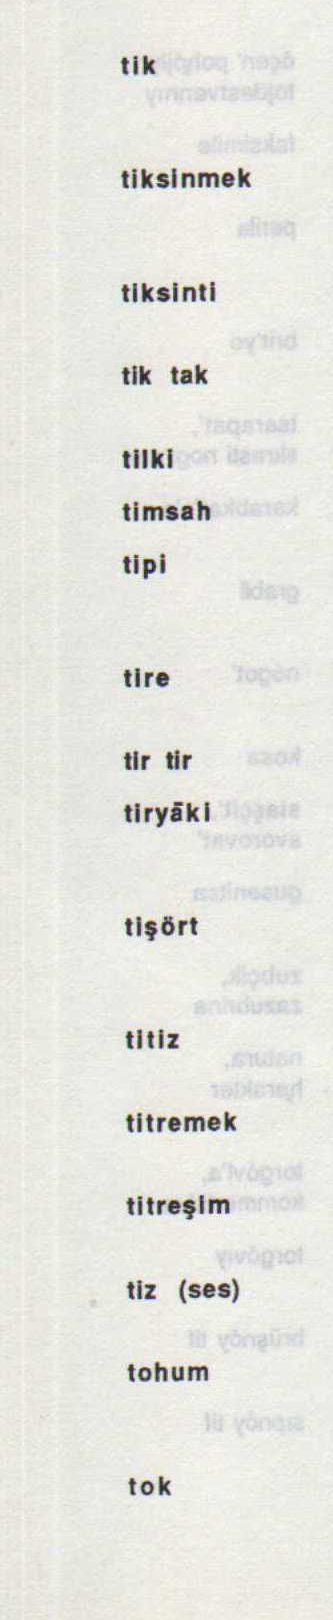 tik
tiksinmek
tiksinti
tik tak
tilki
timsah
tipi
tire
tir tir
tiryāki
tişört
titiz
titremek
titreşim
tiz (ses)
tohum
tok